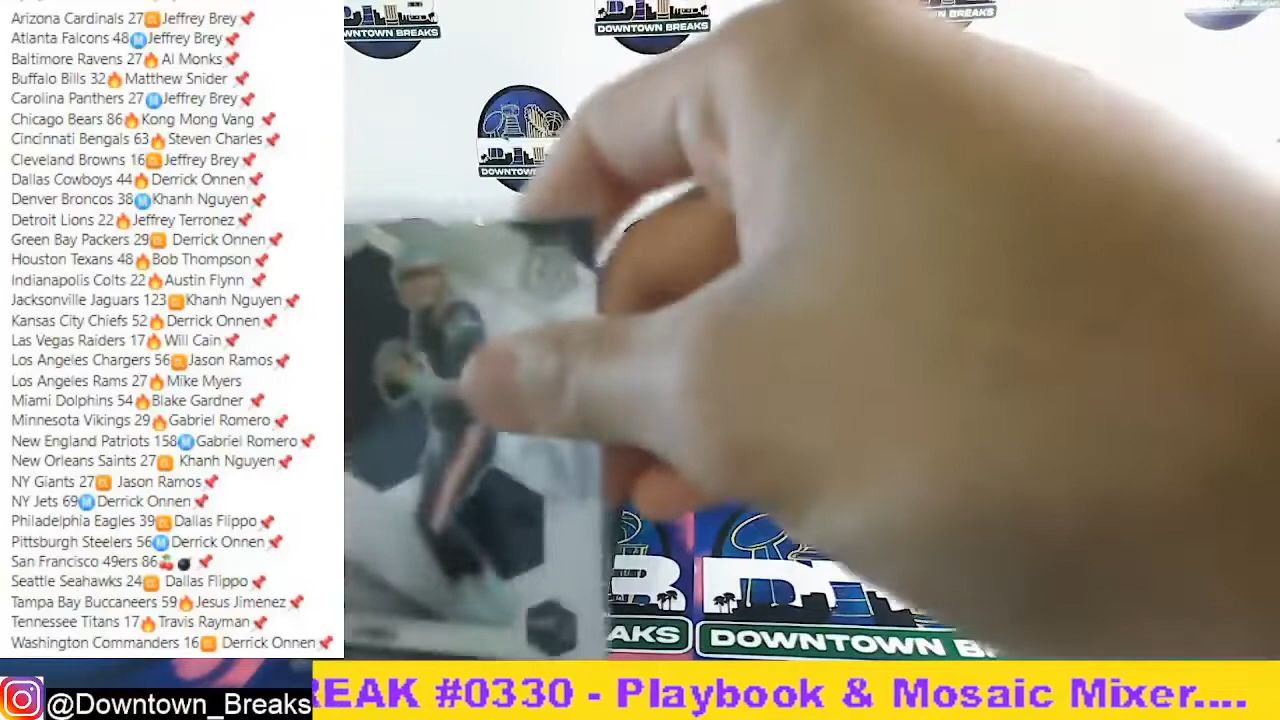 Arizona Cardinals 27 Jeffrey Brey
Atlanta Falcons 48 Jeffrey Brey
Baltimore Ravens 27 Al Monks
Buffalo Bills 32 Matthew Snider
Carolina Panthers 27 Jeffrey Brey
Chicago Bears 86 Kong Mong Vang
Cincinnati Bengals 63 Steven Charles
Cleveland Browns 16 Jeffrey Brey
Dallas Cowboys 44 Derrick Onnen
Denver Broncos 38 Khanh Nguyen
Detroit Lions 22 Jeffrey Terronez
Green Bay Packers 29 Derrick Onnen
Houston Texans 48 Bob Thompson
Indianapolis Colts 22 Austin Flynn
Jacksonville Jaguars 123 Khanh Nguyen
Kansas City Chiefs 52 Derrick Onnen
Las Vegas Raiders 17 Will Cain
Los Angeles Chargers 56 Jason Ramos
Los Angeles Rams 27 Mike Myers
Miami Dolphins 54 Blake Gardner
Minnesota Vikings 29 Gabriel Romero
New England Patriots 158 Gabriel Romero
New Orleans Saints 27 Khanh Nguyen
NY Giants 27 Jason Ramos
NY Jets 69 Derrick Onnen
Philadelphia Eagles 39 Dallas Flippo
Pittsburgh Steelers 56 Derrick Onnen
San Francisco 49ers 86
Seattle Seahawks 24 Dallas Flippo
Tampa Bay Buccaneers 59 Jesus Jimenez
Tennessee Titans 17 Travis Rayman
Washington Commanders 16 Derrick Onnen
DOWNTOWN BREAKS
BREAKS
AKS
DOWNTOWN B
@Downtown_Breaks
REAK #0330 - Playbook & Mosaic Mixer....